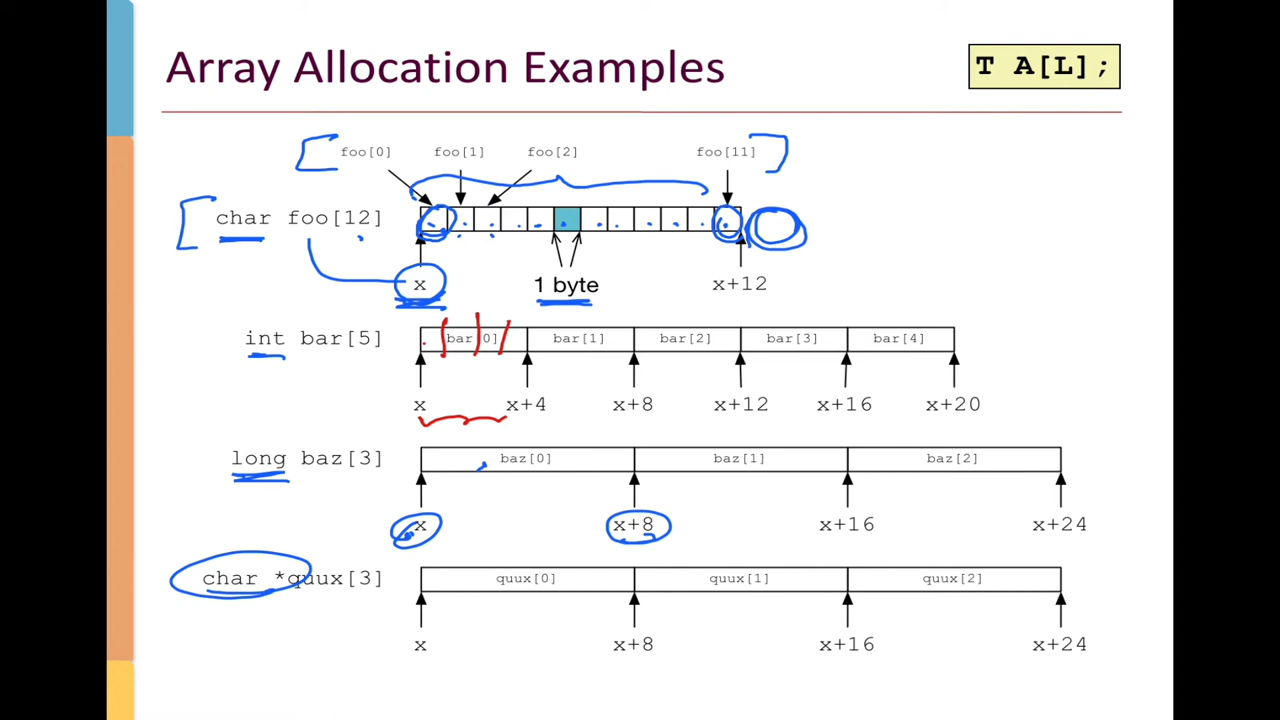 Array Allocation Examples
T A[L];
foo[0] foo[1] foo[2] foo[11]
char foo[12]
x 1 byte x+12
int bar[5] bar[0] bar[1] bar[2] bar[3] bar[4]
x x+4 x+8 x+12 x+16 x+20
long baz[3] baz[0] baz[1] baz[2]
x x+8 x+16 x+24
char *quux[3] quux[0] quux[1] quux[2]
x x+8 x+16 x+24